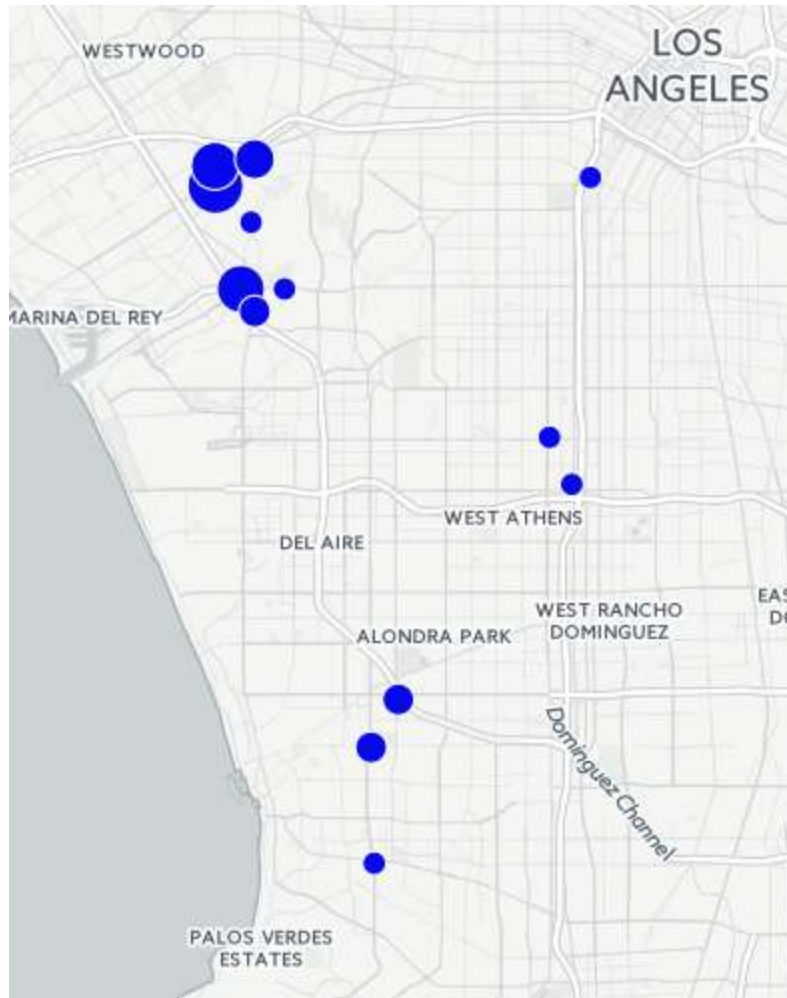 WESTWOOD
LOS
ANGELES
MARINA DEL REY
WEST ATHENS
DEL AIRE
WEST RANCHO
DOMINGUEZ
ALONDRA PARK
Dominguez Channel
PALOS VERDES
ESTATES